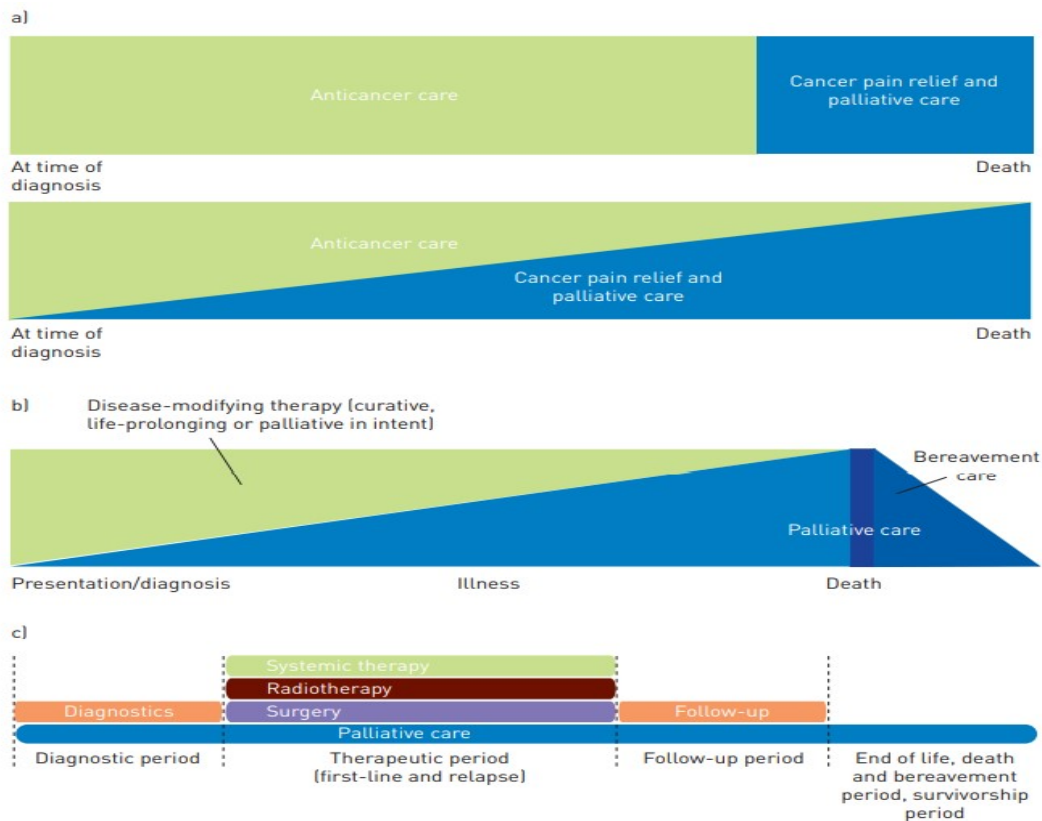 a)
Anticancer care
Cancer pain relief and
palliative care
At time of
diagnosis
Death
Anticancer care
Cancer pain relief and
palliative care
At time of
diagnosis
Death
b)
Disease-modifying therapy (curative,
life-prolonging or palliative in intent)
Bereavement
care
Palliative care
Presentation/diagnosis
Illness
Death
c)
Systemic therapy
Radiotherapy
Diagnostics
Surgery
Follow-up
Palliative care
Diagnostic period
Therapeutic period
(first-line and relapse)
Follow-up period
End of life, death
and bereavement
period, survivorship
period